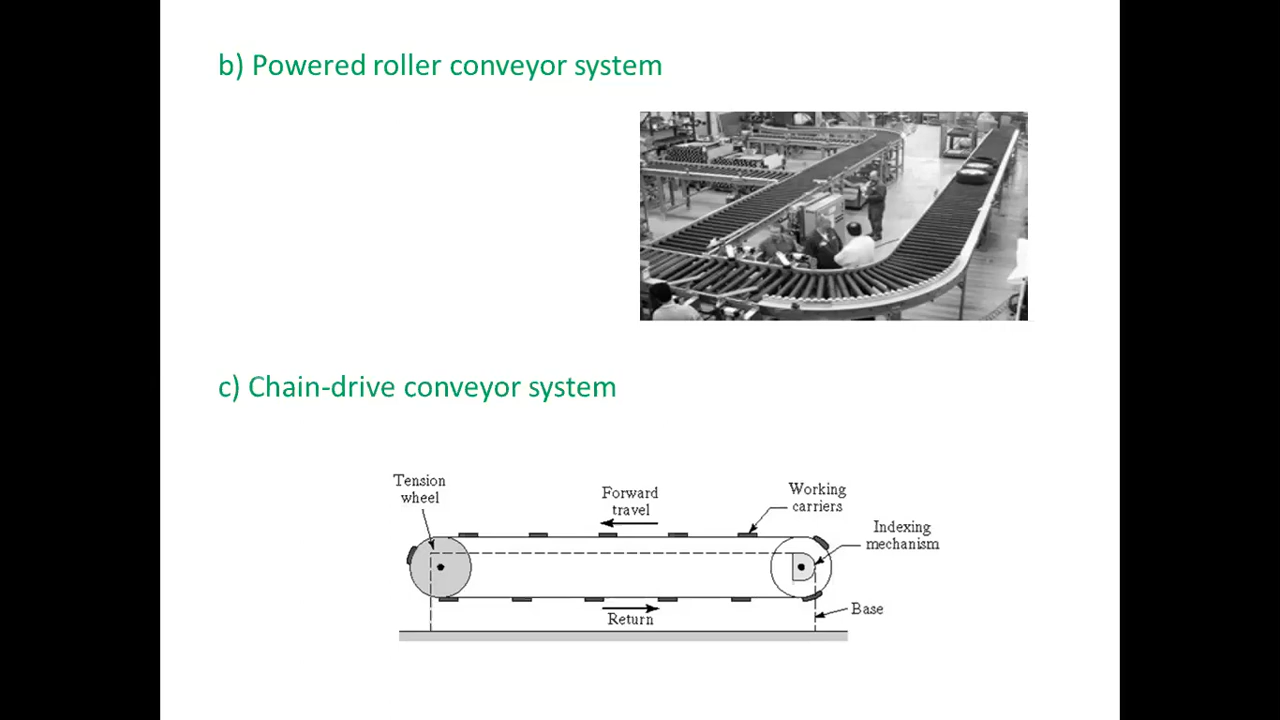 b) Powered roller conveyor system
c) Chain-drive conveyor system
Tension
wheel
Forward
travel
Working
carriers
Indexing
mechanism
Return
Base